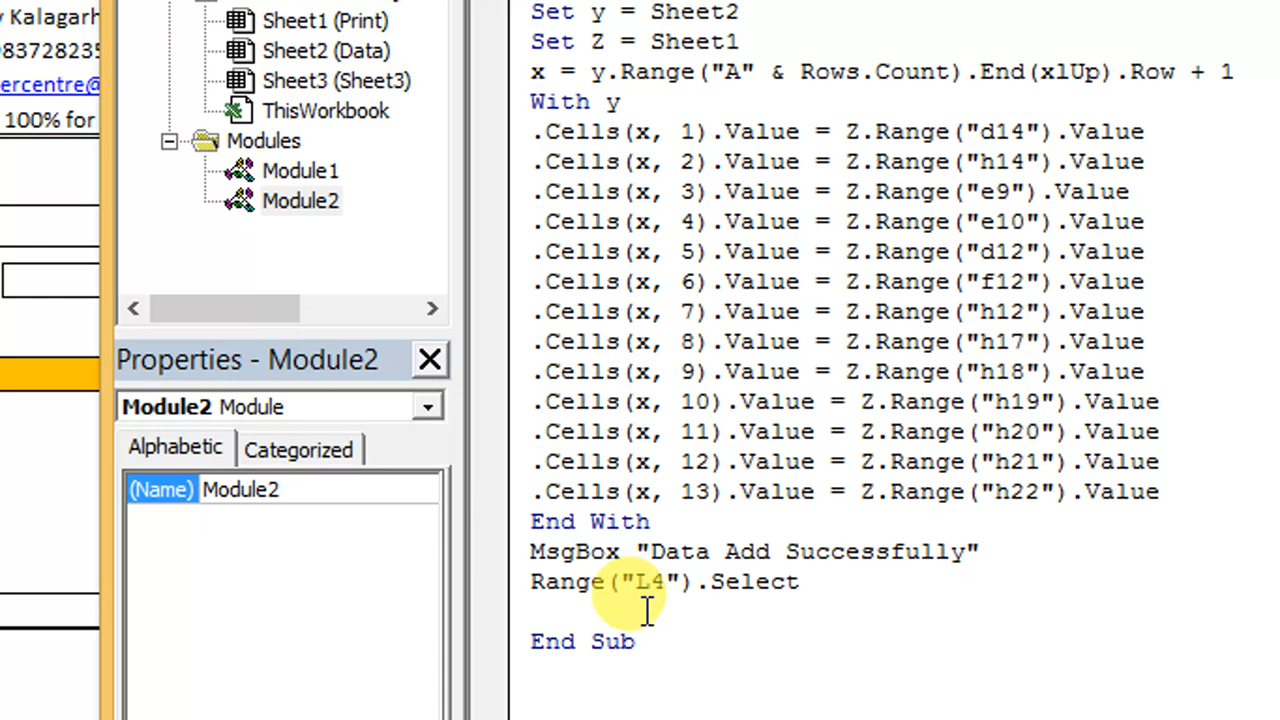 y Kalagarh
983728235
ercentre@
100% for
Sheet1 (Print)
Sheet2 (Data)
Sheet3 (Sheet3)
ThisWorkbook
Modules
Module1
Module2
Properties - Module2
Module2 Module
Alphabetic
Categorized
(Name) Module2
Set y = Sheet2
Set Z = Sheet1
x = y.Range("A" & Rows.Count).End(xlUp).Row + 1
With y
.Cells(x, 1).Value = Z.Range("d14").Value
.Cells(x, 2).Value = Z.Range("h14").Value
.Cells(x, 3).Value = Z.Range("e9").Value
.Cells(x, 4).Value = Z.Range("e10").Value
.Cells(x, 5).Value = Z.Range("d12").Value
.Cells(x, 6).Value = Z.Range("f12").Value
.Cells(x, 7).Value = Z.Range("h12").Value
.Cells(x, 8).Value = Z.Range("h17").Value
.Cells(x, 9).Value = Z.Range("h18").Value
.Cells(x, 10).Value = Z.Range("h19").Value
.Cells(x, 11).Value = Z.Range("h20").Value
.Cells(x, 12).Value = Z.Range("h21").Value
.Cells(x, 13).Value = Z.Range("h22").Value
End With
MsgBox "Data Add Successfully"
Range("L4").Select
End Sub